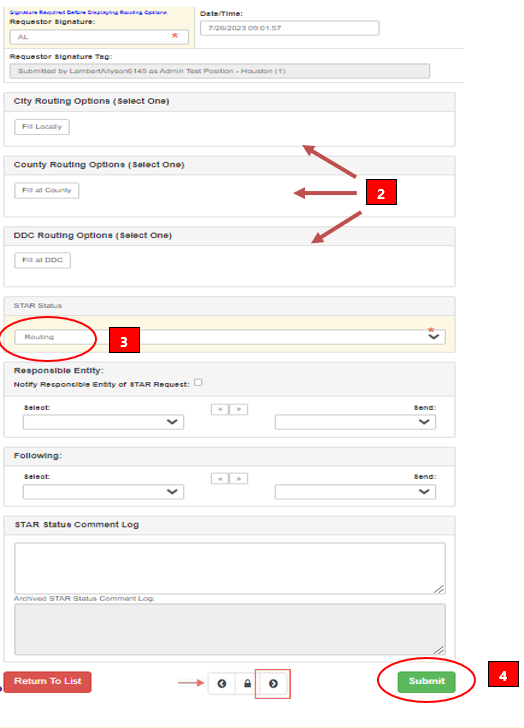 Signature Required Before Displaying Routing Options
Requestor Signature:
Date/Time:
AL *
7/26/2023 09:01:57
Requestor Signature Tag:
Submitted by LambertAllyson6145 as Admin Test Position - Houston (1)
City Routing Options (Select One)
Fill Locally
County Routing Options (Select One)
Fill at County
2
DDC Routing Options (Select One)
Fill at DDC
STAR Status
*
Routing
3
Responsible Entity:
Notify Responsible Entity of STAR Request:
Select: « » Send:
Following:
Select: « » Send:
STAR Status Comment Log
Archived STAR Status Comment Log:
Return To List
Submit
4